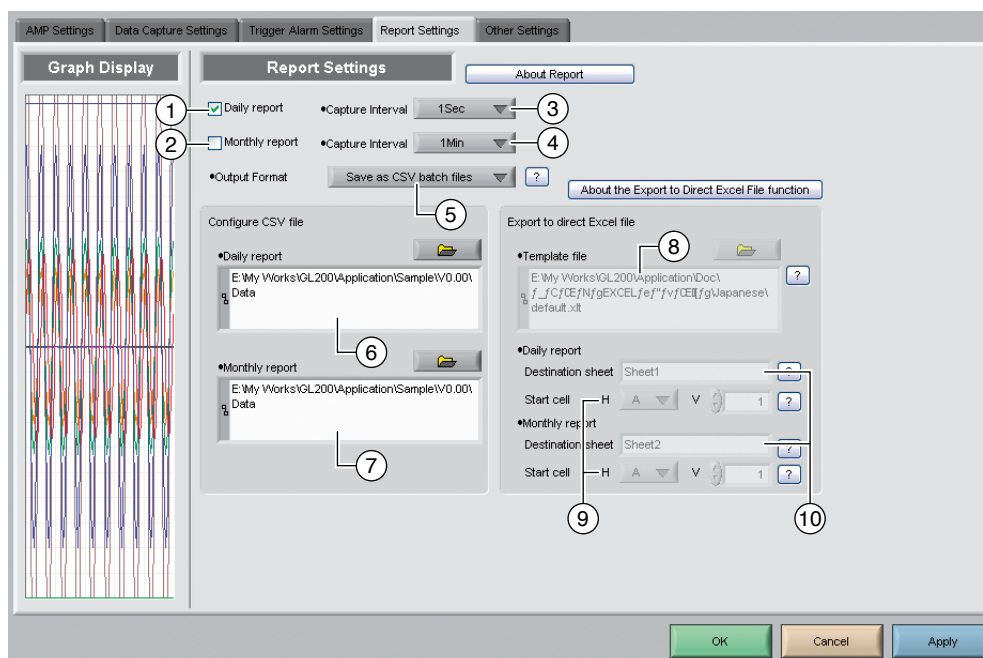 AMP Settings Data Capture Settings Trigger Alarm Settings Report Settings Other Settings
Graph Display
Report Settings
About Report
1 Daily report •Capture Interval 1Sec 3
2 Monthly report •Capture Interval 1Min 4
•Output Format Save as CSV batch files ?
About the Export to Direct Excel File function
5
Configure CSV file
•Daily report
E:\My Works\GL200\Application\Sample\V0.00\
Data
6
•Monthly report
E:\My Works\GL200\Application\Sample\V0.00\
Data
7
Export to direct Excel file
8
•Template file
E:\My Works\GL200\Application\Doc\
?
default.xlt
•Daily report
Destination sheet Sheet1 ?
Start cell H A V 1 ?
•Monthly report
Destination sheet Sheet2 ?
Start cell H A V 1 ?
9 10
OK Cancel Apply